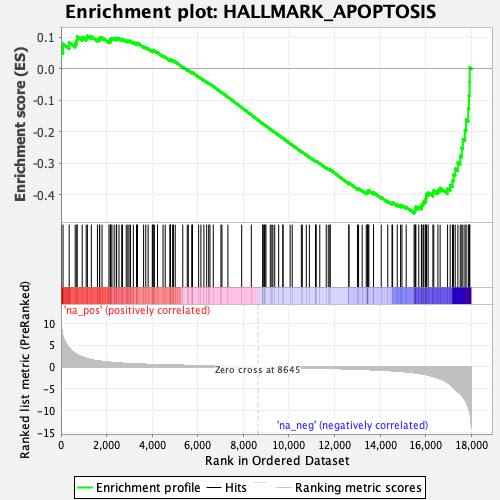 Enrichment plot: HALLMARK_APOPTOSIS
Enrichment score (ES)
0.1
0.0
-0.1
-0.2
-0.3
-0.4
'na_pos' (positively correlated)
Ranked list metric (PreRanked)
10
5
0
-5
-10
-15
Zero cross at 8645
'na_neg' (negatively correlated)
0
2,000
4,000
6,000
8,000
10,000
12,000
14,000
16,000
18,000
Rank in Ordered Dataset
Enrichment profile
Hits
Ranking metric scores